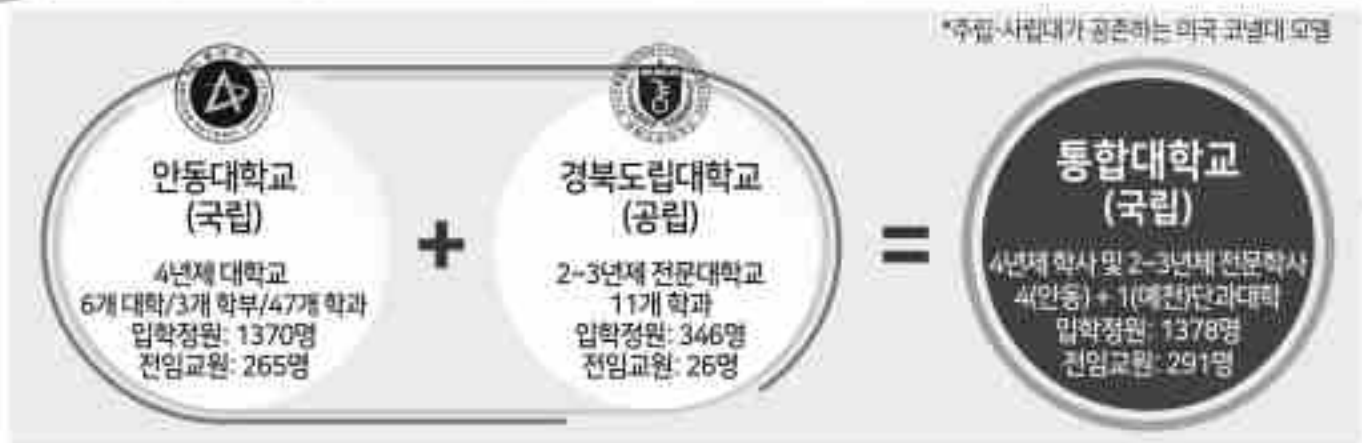 *주립·사립대가 공존하는 미국 코넬대 모델
안동대학교
(국립)
4년제 대학교
6개 대학/3개 학부/47개 학과
입학정원: 1370명
전임교원: 265명
+
경북도립대학교
(공립)
2~3년제 전문대학교
11개 학과
입학정원: 346명
전임교원: 26명
=
통합대학교
(국립)
4년제 학사 및 2~3년제 전문학사
4(안동) + 1(예천)단과대학
입학정원: 1378명
전임교원: 291명